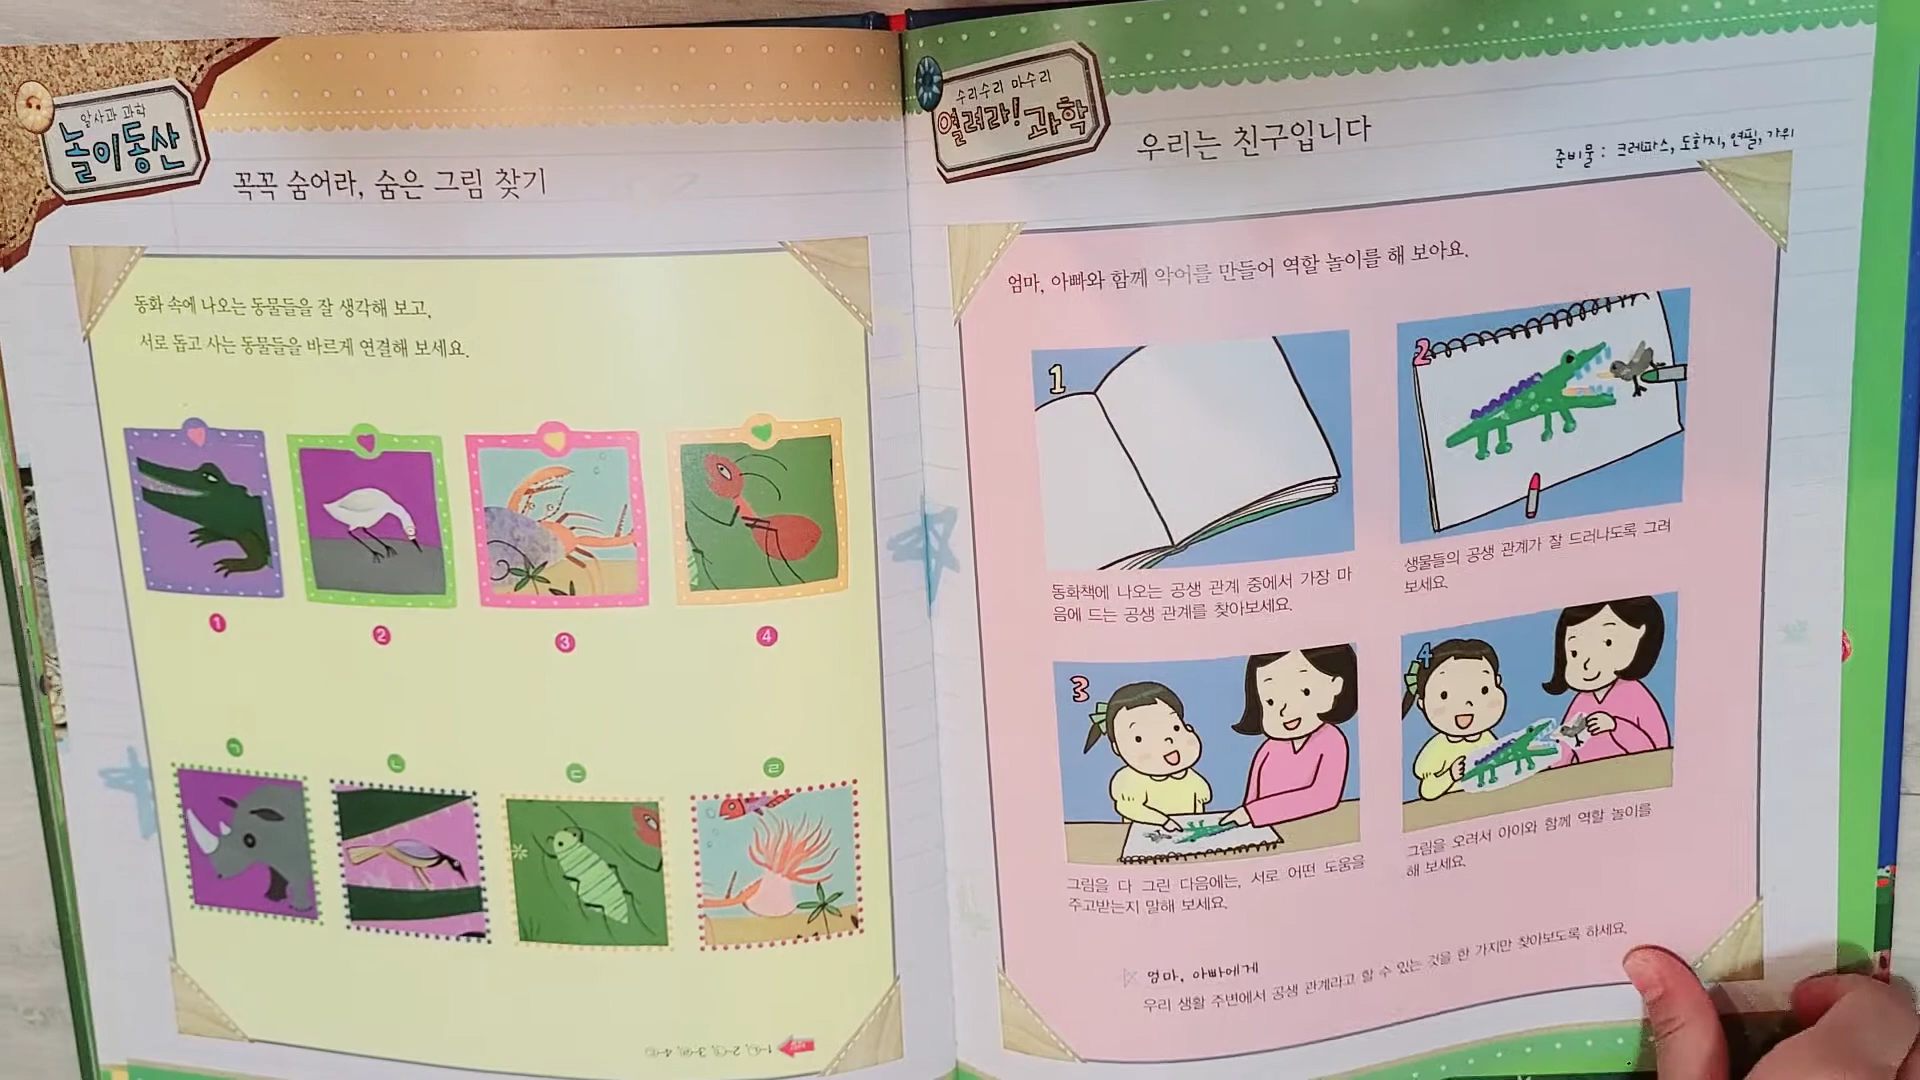 알사과 과학
놀이동산
꼭꼭 숨어라, 숨은 그림 찾기
동화 속에 나오는 동물들을 잘 생각해 보고,
서로 돕고 사는 동물들을 바르게 연결해 보세요.
1
2
3
4
ㄱ
ㄴ
ㄷ
ㄹ
수리수리 마수리
열려라! 과학
우리는 친구입니다
준비물 : 크레파스, 도화지, 연필, 가위
엄마, 아빠와 함께 악어를 만들어 역할 놀이를 해 보아요.
1
동화책에 나오는 공생 관계 중에서 가장 마
음에 드는 공생 관계를 찾아보세요.
2
생물들의 공생 관계가 잘 드러나도록 그려
보세요.
3
그림을 다 그린 다음에는, 서로 어떤 도움을
주고받는지 말해 보세요.
4
그림을 오려서 아이와 함께 역할 놀이를
해 보세요.
엄마, 아빠에게
우리 생활 주변에서 공생 관계라고 할 수 있는 것을 한 가지만 찾아보도록 하세요.